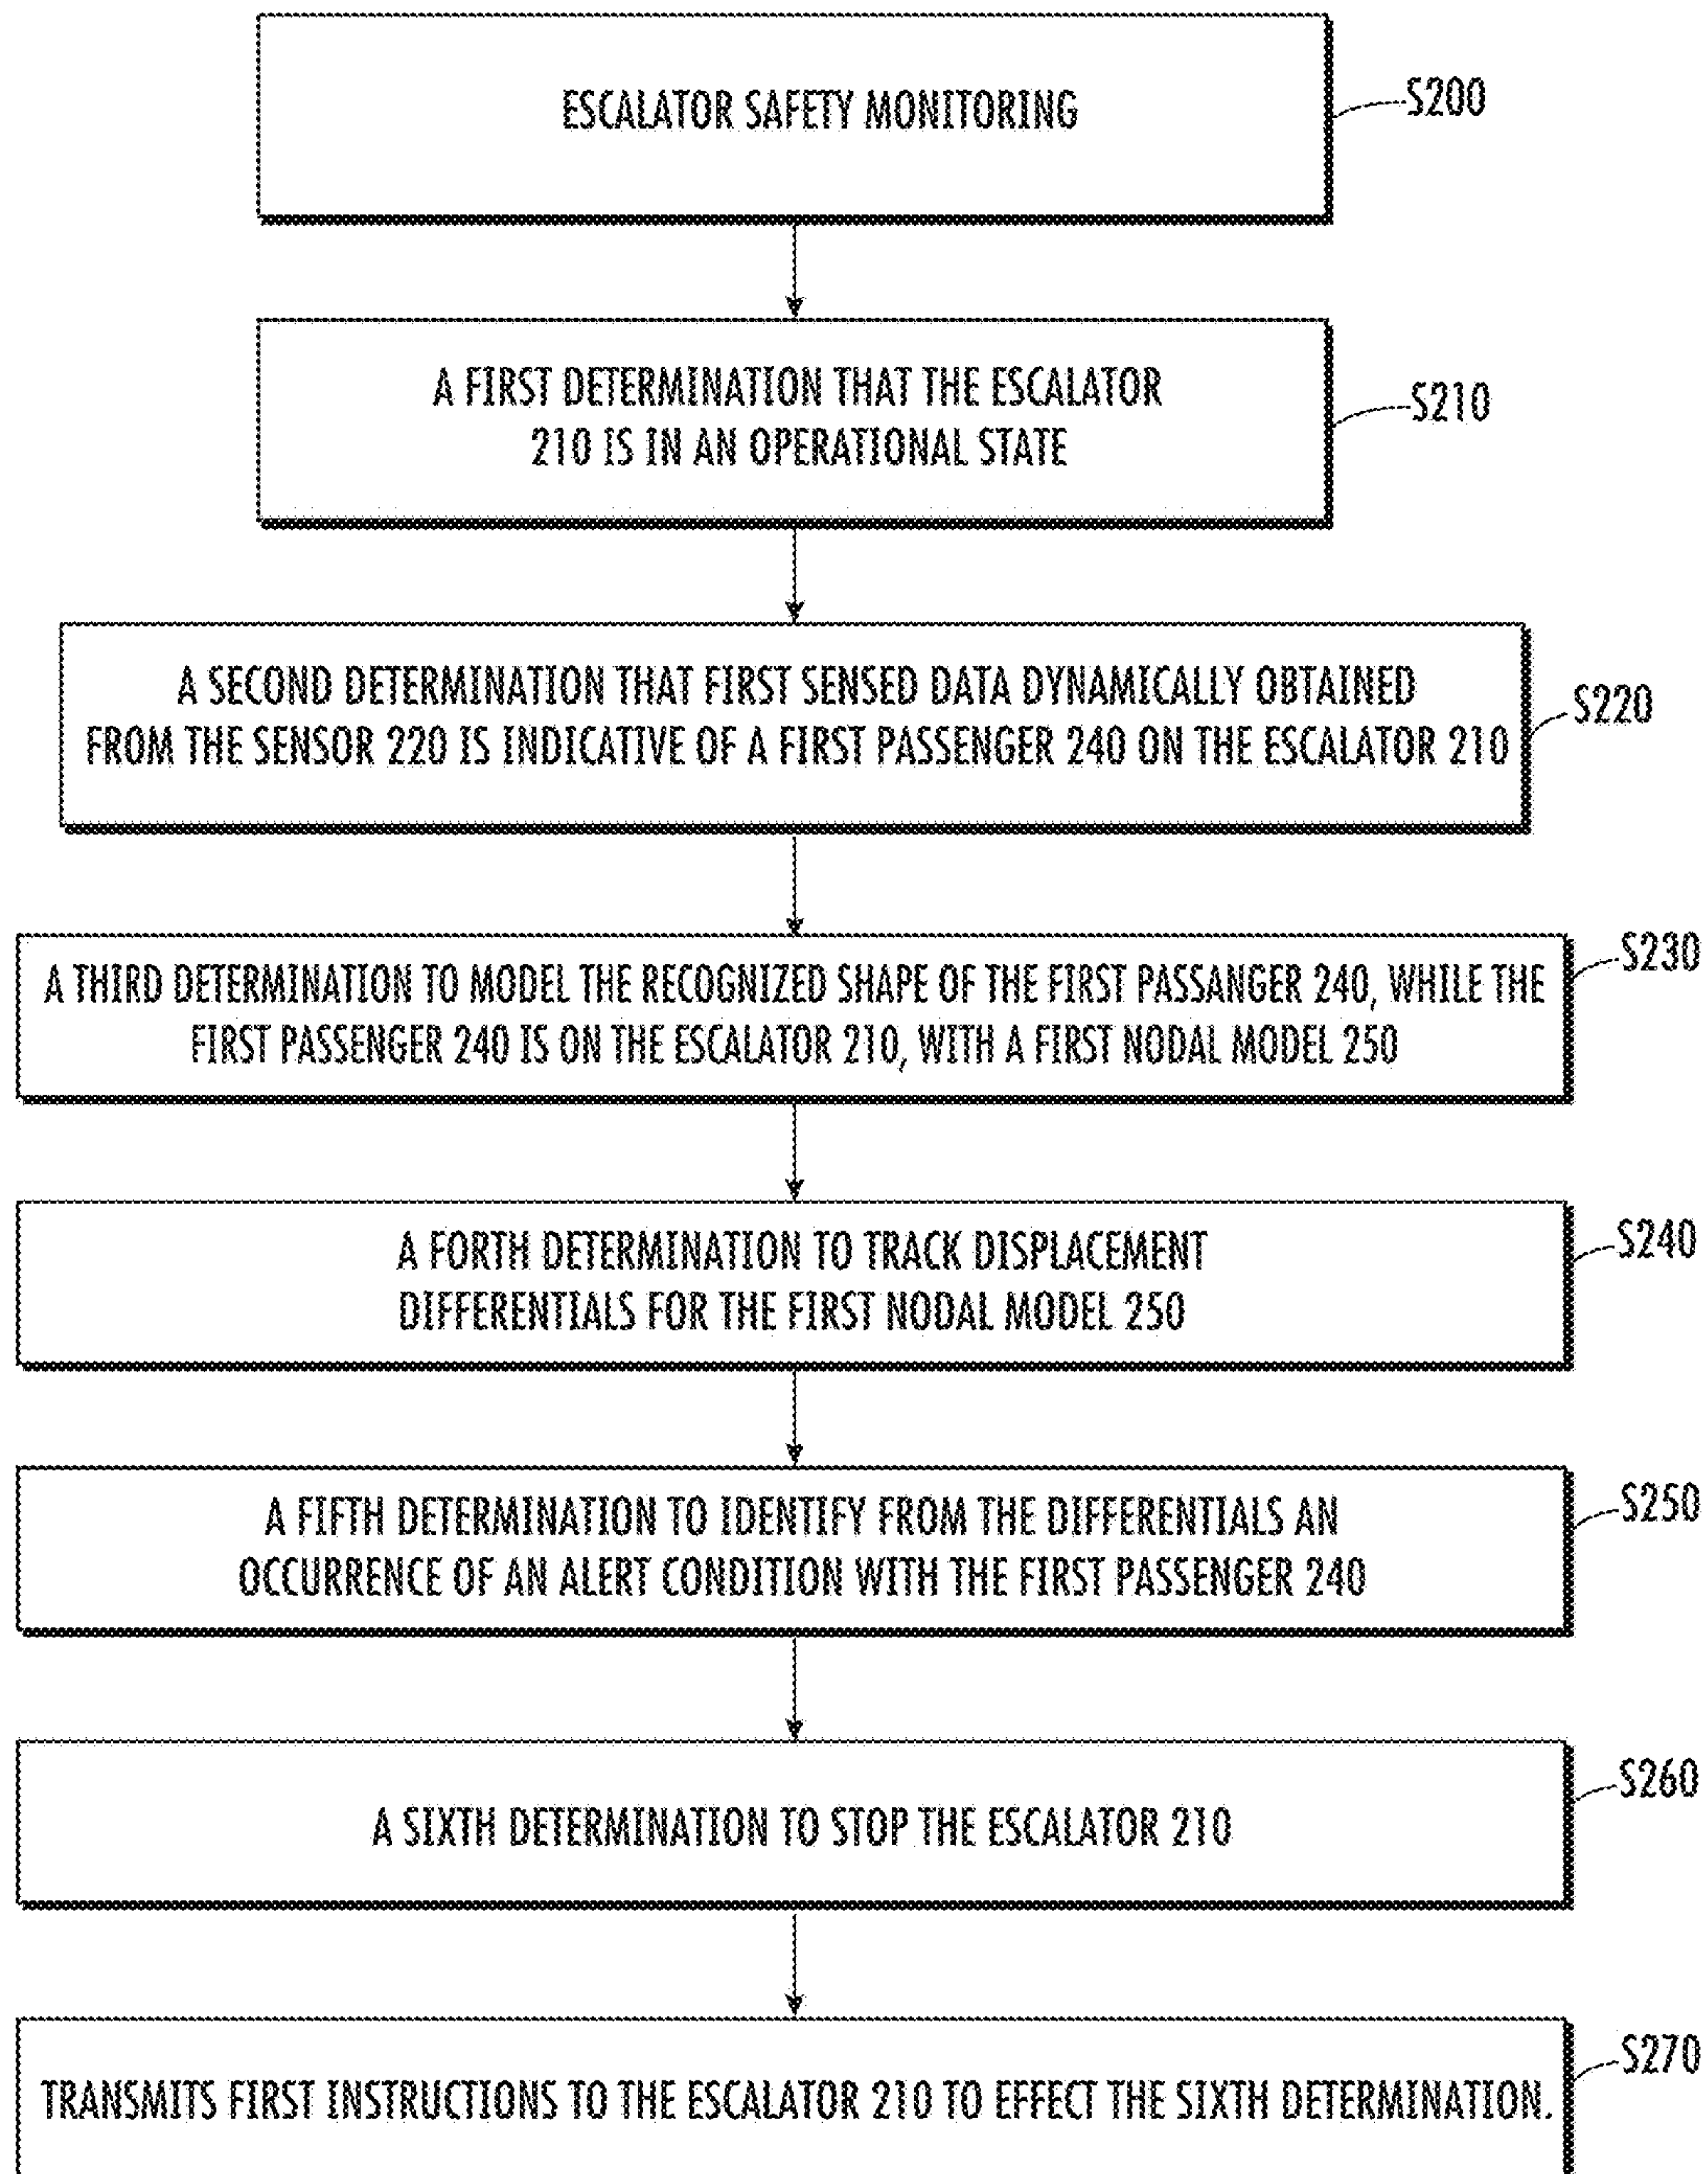 ESCALATOR SAFETY MONITORING
S200
A FIRST DETERMINATION THAT THE ESCALATOR
210 IS IN AN OPERATIONAL STATE
S210
A SECOND DETERMINATION THAT FIRST SENSED DATA DYNAMICALLY OBTAINED
FROM THE SENSOR 220 IS INDICATIVE OF A FIRST PASSENGER 240 ON THE ESCALATOR 210
S220
A THIRD DETERMINATION TO MODEL THE RECOGNIZED SHAPE OF THE FIRST PASSANGER 240, WHILE THE
FIRST PASSENGER 240 IS ON THE ESCALATOR 210, WITH A FIRST NODAL MODEL 250
S230
A FORTH DETERMINATION TO TRACK DISPLACEMENT
DIFFERENTIALS FOR THE FIRST NODAL MODEL 250
S240
A FIFTH DETERMINATION TO IDENTIFY FROM THE DIFFERENTIALS AN
OCCURRENCE OF AN ALERT CONDITION WITH THE FIRST PASSENGER 240
S250
A SIXTH DETERMINATION TO STOP THE ESCALATOR 210
S260
TRANSMITS FIRST INSTRUCTIONS TO THE ESCALATOR 210 TO EFFECT THE SIXTH DETERMINATION.
S270